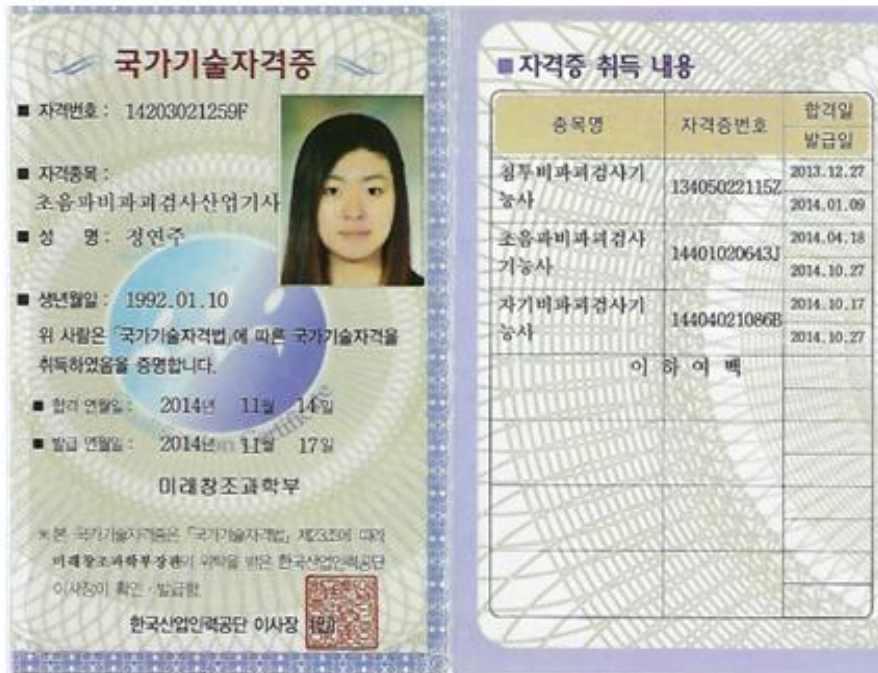 국가기술자격증
■ 자격번호 : 14203021259F
■ 자격종목 :
초음파비파괴검사산업기사
■ 성 명 : 정연주
■ 생년월일 : 1992.01.10
위 사람은 「국가기술자격법」에 따른 국가기술자격을
취득하였음을 증명합니다.
■ 합격 연월일 : 2014년 11월 14일
■ 발급 연월일 : 2014년 11월 17일
미래창조과학부
※ 본 국가기술자격증은 「국가기술자격법」 제23조에 따라
미래창조과학부장관이 위탁을 받은 한국산업인력공단
이사장이 확인·발급함
한국산업인력공단 이사장
■ 자격증 취득 내용
종목명 자격증번호 합격일
발급일
침투비파괴검사기 13405022115Z 2013.12.27
능사 2014.01.09
초음파비파괴검사 14401020643J 2014.04.18
기능사 2014.10.27
자기비파괴검사기 14404021086B 2014.10.17
능사 2014.10.27
이 하 여 백